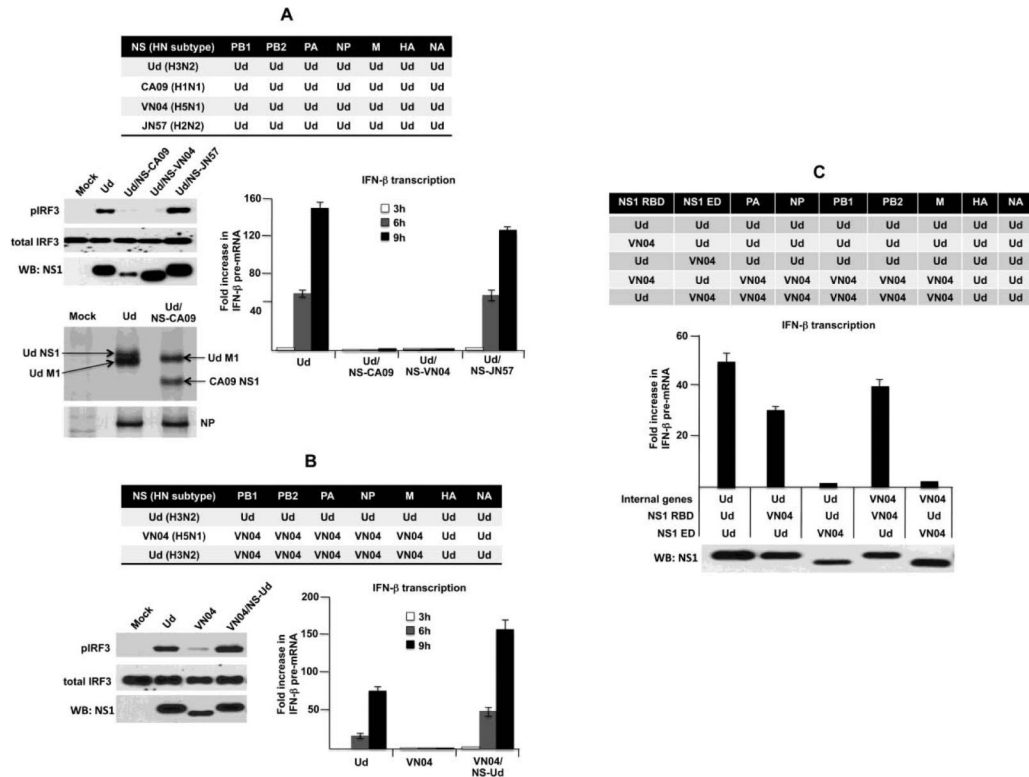 A
NS (HN subtype) PB1 PB2 PA NP M HA NA
Ud (H3N2) Ud Ud Ud Ud Ud Ud Ud
CA09 (H1N1) Ud Ud Ud Ud Ud Ud Ud
VN04 (H5N1) Ud Ud Ud Ud Ud Ud Ud
JN57 (H2N2) Ud Ud Ud Ud Ud Ud Ud
Mock Ud Ud/NS-CA09 Ud/NS-VN04 Ud/NS-JN57
pIRF3
total IRF3
WB: NS1
Mock Ud Ud/
NS-CA09
Ud NS1
Ud M1
Ud M1
CA09 NS1
NP
IFN-β transcription
3h
6h
9h
Fold increase in
IFN-β pre-mRNA
160
120
80
40
Ud Ud/
NS-CA09 Ud/
NS-VN04 Ud/
NS-JN57
B
NS (HN subtype) PB1 PB2 PA NP M HA NA
Ud (H3N2) Ud Ud Ud Ud Ud Ud Ud
VN04 (H5N1) VN04 VN04 VN04 VN04 VN04 Ud Ud
Ud (H3N2) VN04 VN04 VN04 VN04 VN04 Ud Ud
Mock Ud VN04 VN04/NS-Ud
pIRF3
total IRF3
WB: NS1
IFN-β transcription
3h
6h
9h
Fold increase in
IFN-β pre-mRNA
200
150
100
50
Ud VN04 VN04/
NS-Ud
C
NS1 RBD NS1 ED PA NP PB1 PB2 M HA NA
Ud Ud Ud Ud Ud Ud Ud Ud Ud
VN04 Ud Ud Ud Ud Ud Ud Ud Ud
Ud VN04 Ud Ud Ud Ud Ud Ud Ud
VN04 Ud VN04 VN04 VN04 VN04 VN04 Ud Ud
Ud VN04 VN04 VN04 VN04 VN04 VN04 Ud Ud
IFN-β transcription
Fold increase in
IFN-β pre-mRNA
60
40
20
Internal genes Ud Ud Ud VN04 VN04
NS1 RBD Ud VN04 Ud VN04 Ud
NS1 ED Ud Ud VN04 Ud VN04
WB: NS1